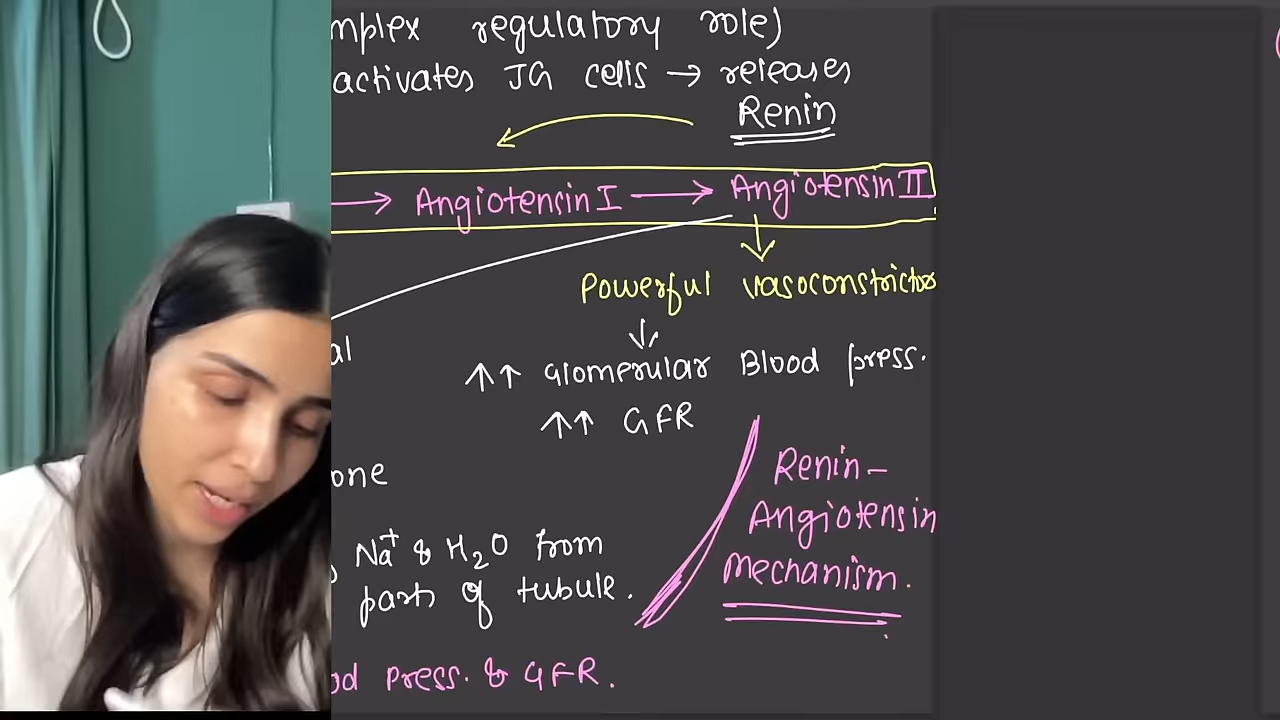 mplex regulatory role)
activates JG cells → releases
Renin
→ Angiotensin I → Angiotensin II
↓
Powerful vasoconstrictor
↓
al
↑↑ Glomerular Blood press.
↑↑ GFR
one
Renin-
Angiotensin
mechanism.
Na+ & H2O from
parts of tubule.
od press. & GFR.